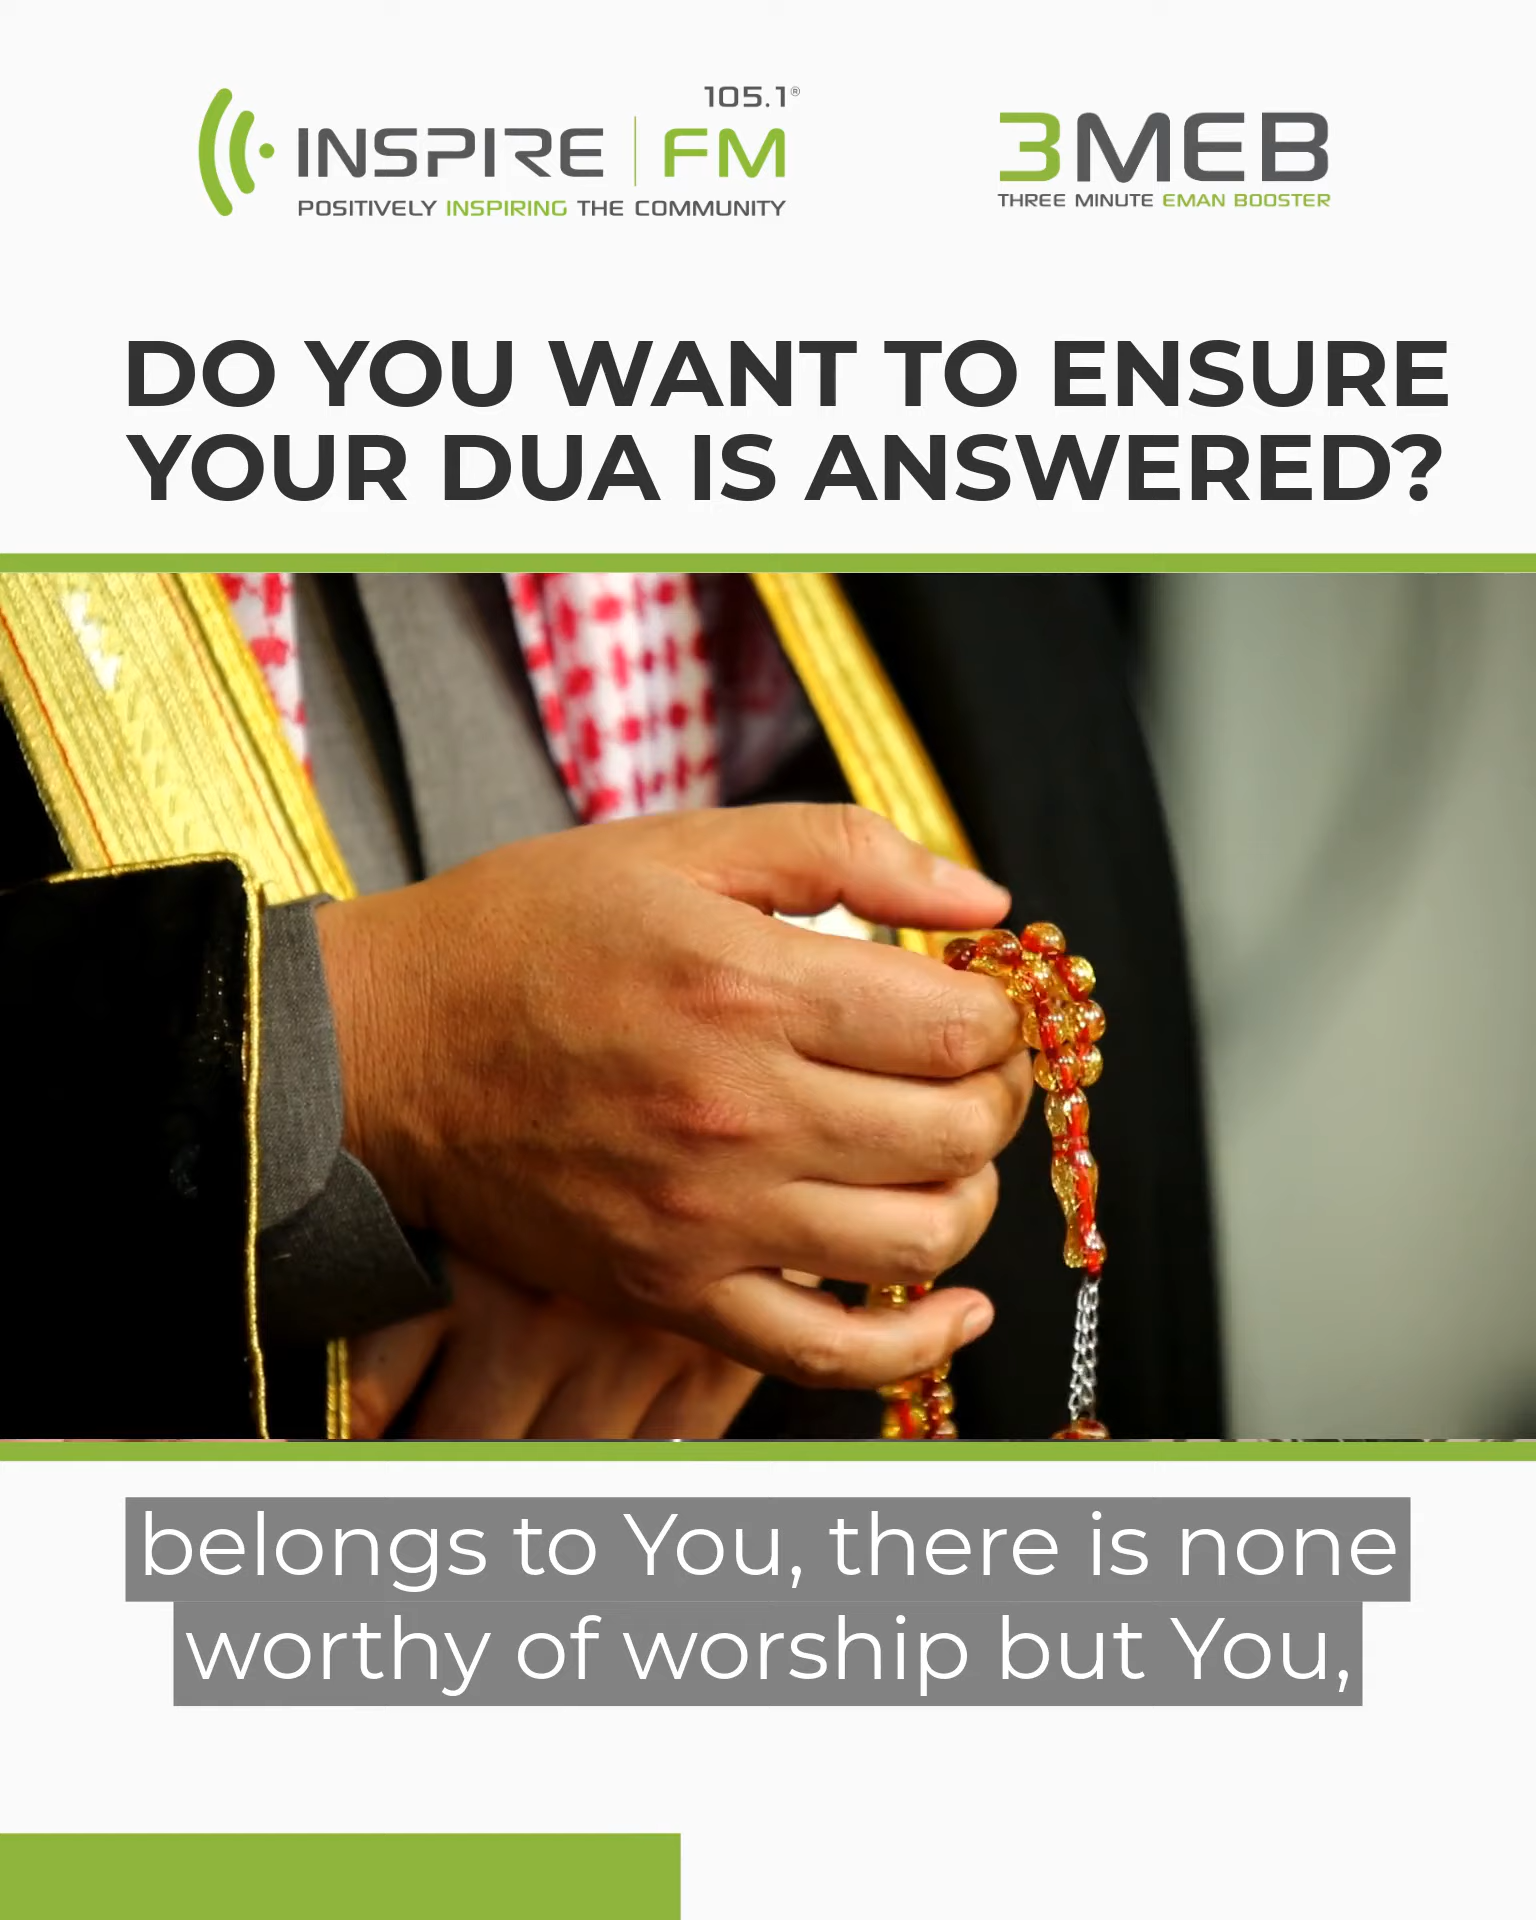 105.1®
INSPIRE | FM
POSITIVELY INSPIRING THE COMMUNITY
3MEB
THREE MINUTE EMAN BOOSTER
DO YOU WANT TO ENSURE
YOUR DUA IS ANSWERED?
belongs to You, there is none
worthy of worship but You,